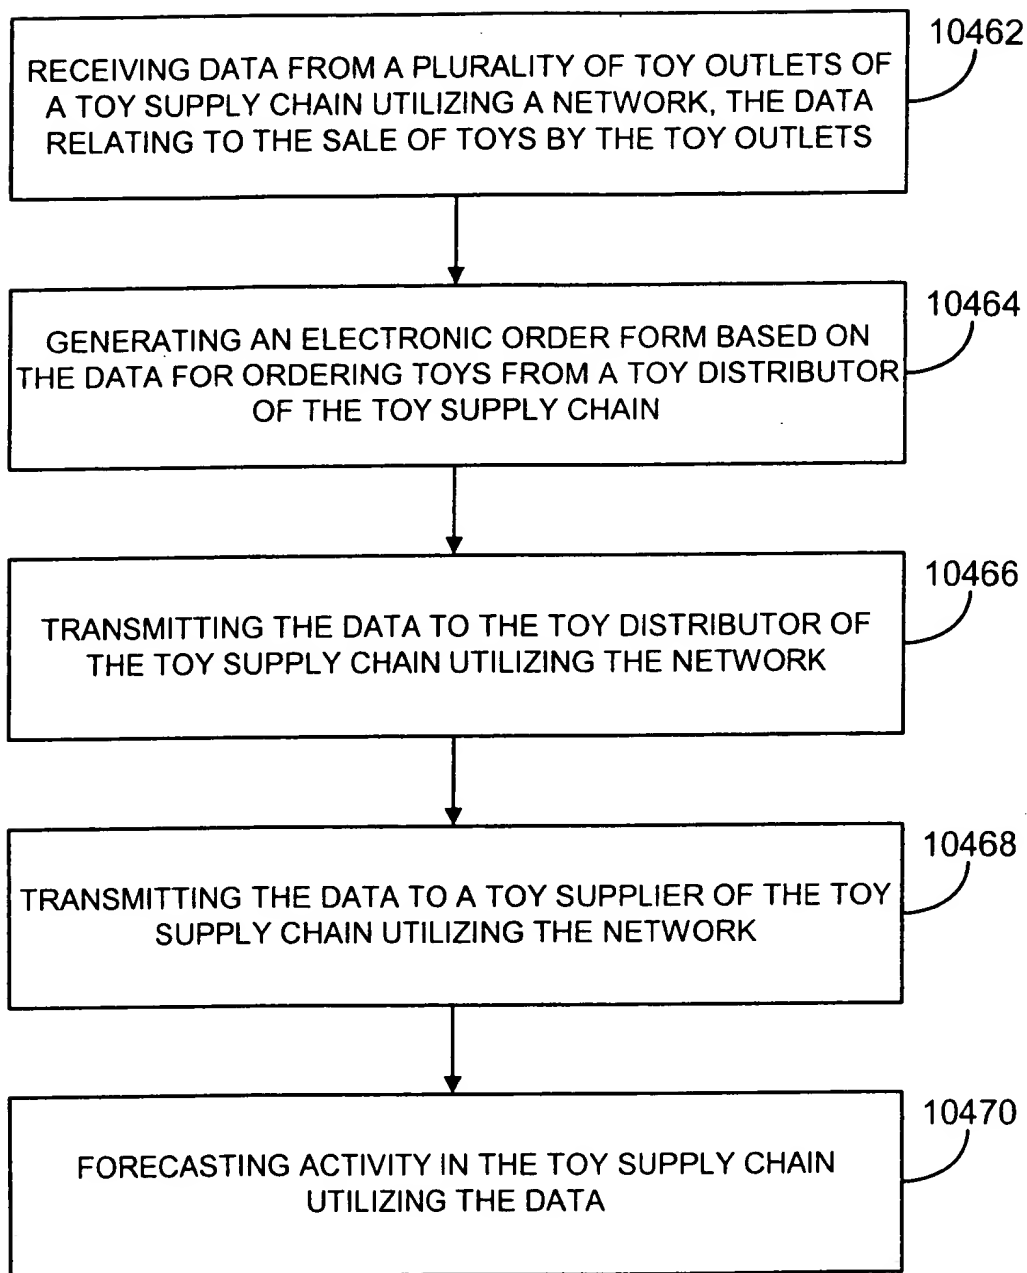 10462
RECEIVING DATA FROM A PLURALITY OF TOY OUTLETS OF
A TOY SUPPLY CHAIN UTILIZING A NETWORK, THE DATA
RELATING TO THE SALE OF TOYS BY THE TOY OUTLETS
10464
GENERATING AN ELECTRONIC ORDER FORM BASED ON
THE DATA FOR ORDERING TOYS FROM A TOY DISTRIBUTOR
OF THE TOY SUPPLY CHAIN
10466
TRANSMITTING THE DATA TO THE TOY DISTRIBUTOR OF
THE TOY SUPPLY CHAIN UTILIZING THE NETWORK
10468
TRANSMITTING THE DATA TO A TOY SUPPLIER OF THE TOY
SUPPLY CHAIN UTILIZING THE NETWORK
10470
FORECASTING ACTIVITY IN THE TOY SUPPLY CHAIN
UTILIZING THE DATA